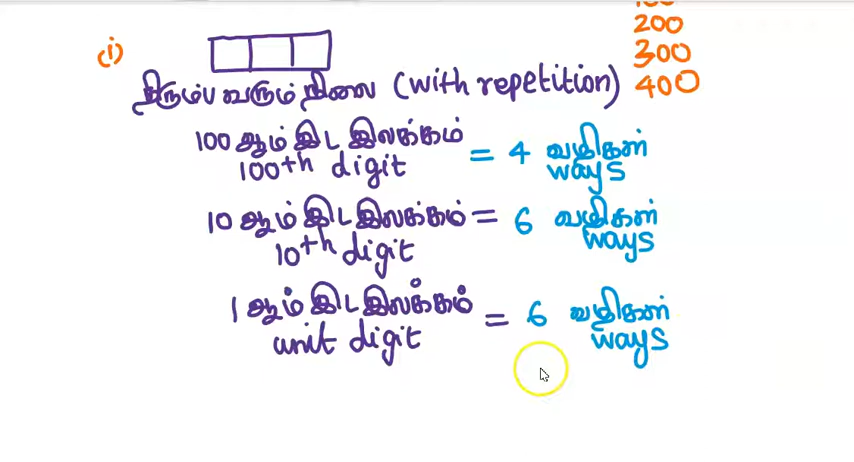 200
(i) 300
400
திரும்ப வரும் நிலை (with repetition)
100 ஆம் இட இலக்கம் = 4 வழிகள்
100th digit ways
10 ஆம் இட இலக்கம் = 6 வழிகள்
10th digit ways
1 ஆம் இட இலக்கம் = 6 வழிகள்
unit digit ways